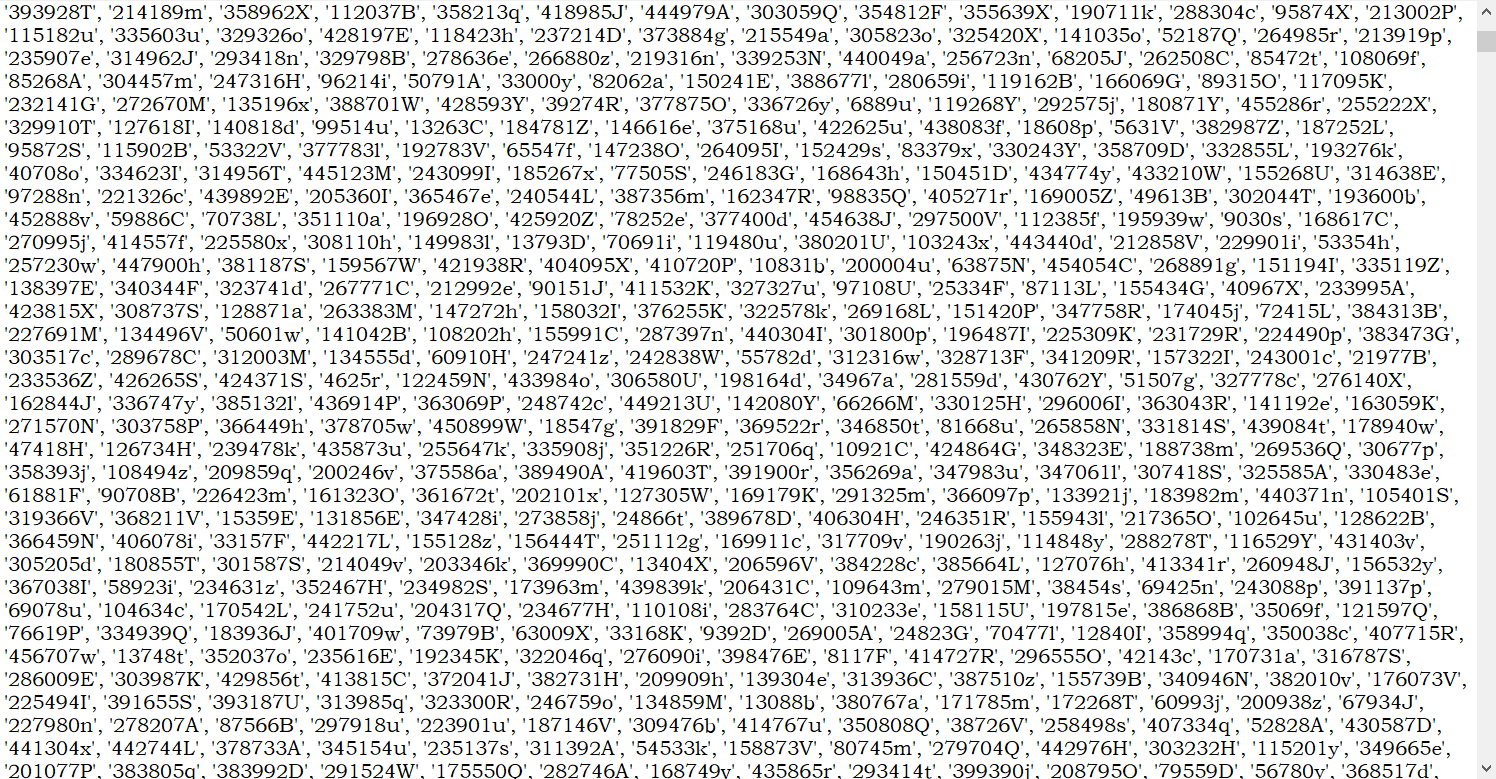 '393928T', '214189m', '358962X', '112037B', '358213q', '418985J', '444979A', '303059Q', '354812F', '355639X', '190711k', '288304c', '95874X', '213002P',
'115182u', '335603u', '329326o', '428197E', '118423h', '237214D', '373884g', '215549a', '305823o', '325420X', '141035o', '52187Q', '264985r', '213919p',
'235907e', '314962J', '293418n', '329798B', '278636e', '266880z', '219316n', '339253N', '440049a', '256723n', '68205J', '262508C', '85472t', '108069f',
'85268A', '304457m', '247316H', '96214i', '50791A', '33000y', '82062a', '150241E', '388677l', '280659i', '119162B', '166069G', '89315O', '117095K',
'232141G', '272670M', '135196x', '388701W', '428593Y', '39274R', '377875O', '336726y', '6889u', '119268Y', '292575j', '180871Y', '455286r', '255222X',
'329910T', '127618I', '140818d', '99514u', '13263C', '184781Z', '146616e', '375168u', '422625u', '438083f', '18608p', '5631V', '382987Z', '187252L',
'95872S', '115902B', '53322V', '377783l', '192783V', '65547f', '147238O', '264095I', '152429s', '83379x', '330243Y', '358709D', '332855L', '193276k',
'40708o', '334623I', '314956T', '445123M', '243099I', '185267x', '77505S', '246183G', '168643h', '150451D', '434774y', '433210W', '155268U', '314638E',
'97288n', '221326c', '439892E', '205360I', '365467e', '240544L', '387356m', '162347R', '98835Q', '405271r', '169005Z', '49613B', '302044T', '193600b',
'452888v', '59886C', '70738L', '351110a', '196928O', '425920Z', '78252e', '377400d', '454638J', '297500V', '112385f', '195939w', '9030s', '168617C',
'270995j', '414557f', '225580x', '308110h', '149983l', '13793D', '70691i', '119480u', '380201U', '103243x', '443440d', '212858V', '229901i', '53354h',
'257230w', '447900h', '381187S', '159567W', '421938R', '404095X', '410720P', '10831b', '200004u', '63875N', '454054C', '268891g', '151194I', '335119Z',
'138397E', '340344F', '323741d', '267771C', '212992e', '90151J', '411532K', '327327u', '97108U', '25334F', '87113L', '155434G', '40967X', '233995A',
'423815X', '308737S', '128871a', '263383M', '147272h', '158032I', '376255K', '322578k', '269168L', '151420P', '347758R', '174045j', '72415L', '384313B',
'227691M', '134496V', '50601w', '141042B', '108202h', '155991C', '287397n', '440304I', '301800p', '196487I', '225309K', '231729R', '224490p', '383473G',
'303517c', '289678C', '312003M', '134555d', '60910H', '247241z', '242838W', '55782d', '312316w', '328713F', '341209R', '157322I', '243001c', '21977B',
'233536Z', '426265S', '424371S', '4625r', '122459N', '433984o', '306580U', '198164d', '34967a', '281559d', '430762Y', '51507g', '327778c', '276140X',
'162844J', '336747y', '385132l', '436914P', '363069P', '248742c', '449213U', '142080Y', '66266M', '330125H', '296006I', '363043R', '141192e', '163059K',
'271570N', '303758P', '366449h', '378705w', '450899W', '18547g', '391829F', '369522r', '346850t', '81668u', '265858N', '331814S', '439084t', '178940w',
'47418H', '126734H', '239478k', '435873u', '255647k', '335908j', '351226R', '251706q', '10921C', '424864G', '348323E', '188738m', '269536Q', '30677p',
'358393j', '108494z', '209859q', '200246v', '375586a', '389490A', '419603T', '391900r', '356269a', '347983u', '347061l', '307418S', '325585A', '330483e',
'61881F', '90708B', '226423m', '161323O', '361672t', '202101x', '127305W', '169179K', '291325m', '366097p', '133921j', '183982m', '440371n', '105401S',
'319366V', '368211V', '15359E', '131856E', '347428i', '273858j', '24866t', '389678D', '406304H', '246351R', '155943l', '217365O', '102645u', '128622B',
'366459N', '406078i', '33157F', '442217L', '155128z', '156444T', '251112g', '169911c', '317709v', '190263j', '114848y', '288278T', '116529Y', '431403v',
'305205d', '180855T', '301587S', '214049v', '203346k', '369990C', '13404X', '206596V', '384228c', '385664L', '127076h', '413341r', '260948J', '156532y',
'367038I', '58923i', '234631z', '352467H', '234982S', '173963m', '439839k', '206431C', '109643m', '279015M', '38454s', '69425n', '243088p', '391137p',
'69078u', '104634c', '170542L', '241752u', '204317Q', '234677H', '110108i', '283764C', '310233e', '158115U', '197815e', '386868B', '35069f', '121597Q',
'76619P', '334939Q', '183936J', '401709w', '73979B', '63009X', '33168K', '9392D', '269005A', '24823G', '70477l', '12840I', '358994q', '350038c', '407715R',
'456707w', '13748t', '352037o', '235616E', '192345K', '322046q', '276090i', '398476E', '8117F', '414727R', '296555O', '42143c', '170731a', '316787S',
'286009E', '303987K', '429856t', '413815C', '372041J', '382731H', '209909h', '139304e', '313936C', '387510z', '155739B', '340946N', '382010v', '176073V',
'225494I', '391655S', '393187U', '313985q', '323300R', '246759o', '134859M', '13088b', '380767a', '171785m', '172268T', '60993j', '200938z', '67934J',
'227980n', '278207A', '87566B', '297918u', '223901u', '187146V', '309476b', '414767u', '350808Q', '38726V', '258498s', '407334q', '52828A', '430587D',
'441304x', '442744L', '378733A', '345154u', '235137s', '311392A', '54533k', '158873V', '80745m', '279704Q', '442976H', '303232H', '115201y', '349665e',
'201077P', '383805q', '383992D', '291524W', '175550Q', '282746A', '168749v', '435865r', '293414t', '399390j', '208795O', '79559D', '56780v', '368517d',